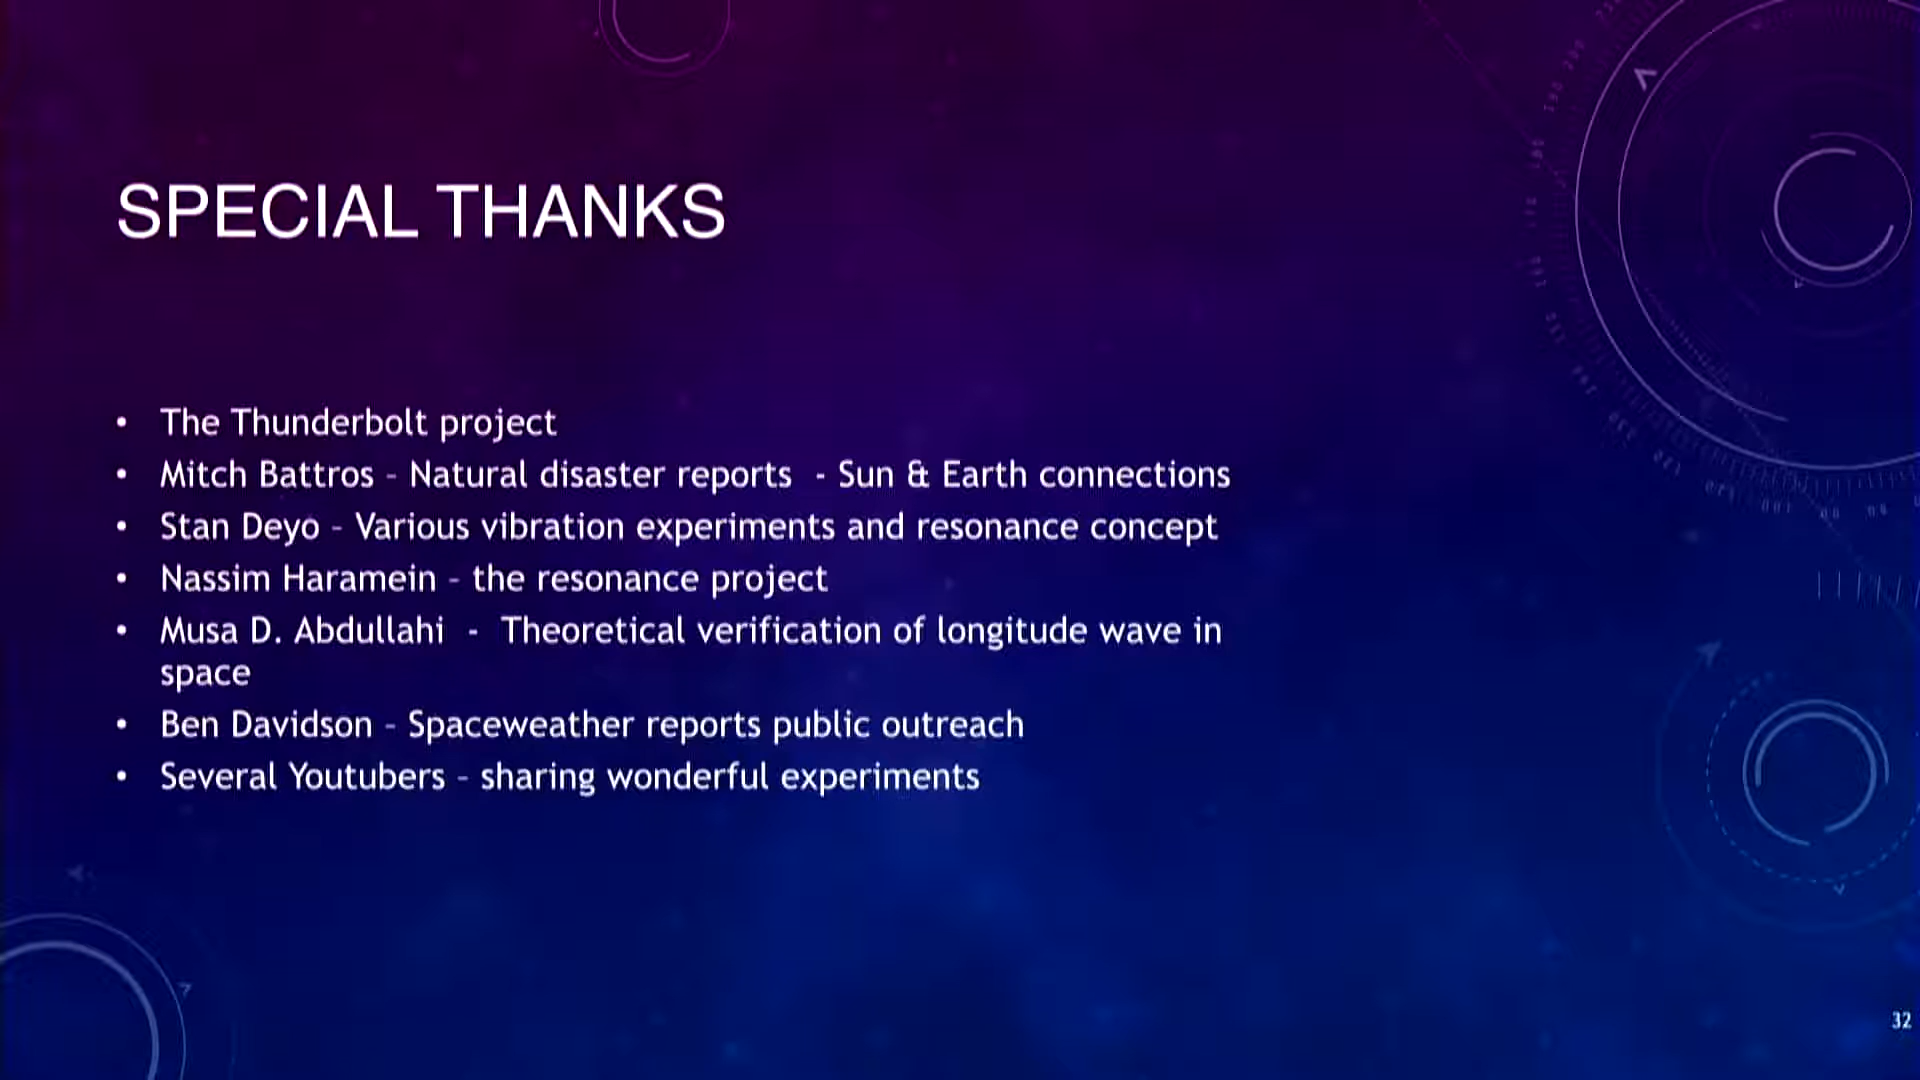 SPECIAL THANKS
• The Thunderbolt project
• Mitch Battros – Natural disaster reports  - Sun & Earth connections
• Stan Deyo – Various vibration experiments and resonance concept
• Nassim Haramein – the resonance project
• Musa D. Abdullahi  -  Theoretical verification of longitude wave in
space
• Ben Davidson – Spaceweather reports public outreach
• Several Youtubers – sharing wonderful experiments
32